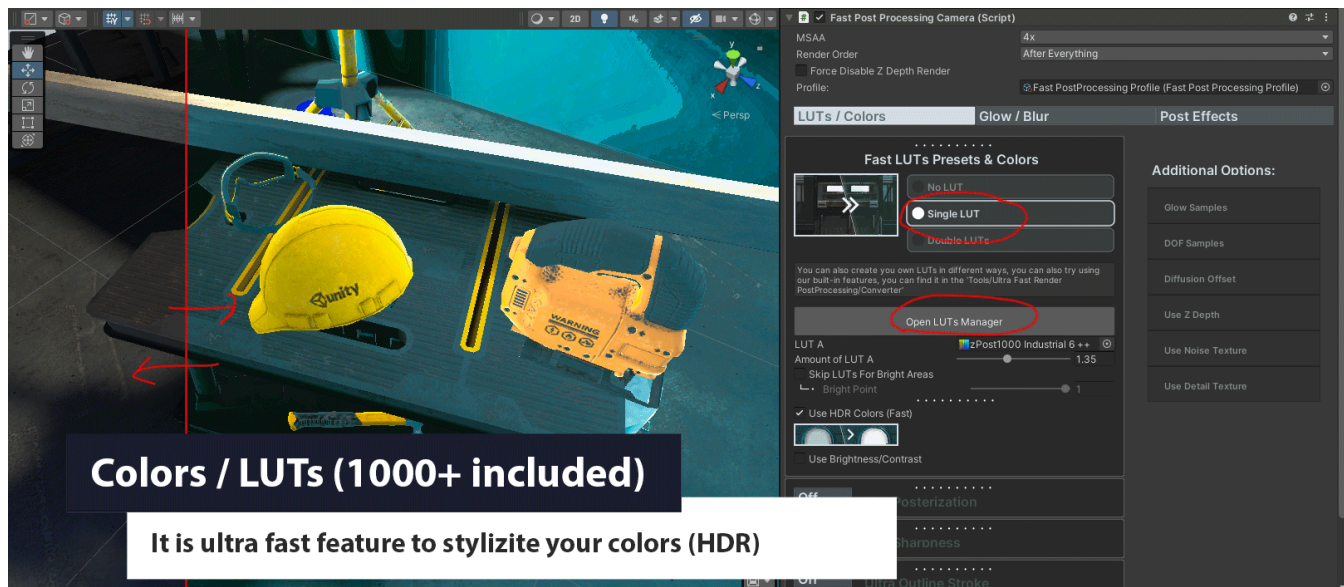 2D
y
x
z
Persp
unity
WARNING
Colors / LUTs (1000+ included)
It is ultra fast feature to stylizite your colors (HDR)
Fast Post Processing Camera (Script)
MSAA
4x
Render Order
After Everything
Force Disable Z Depth Render
Profile:
Fast PostProcessing Profile (Fast Post Processing Profile)
LUTs / Colors
Glow / Blur
Post Effects
Fast LUTs Presets & Colors
No LUT
Single LUT
Double LUTs
You can also create you own LUTs in different ways, you can also try using
our built-in features, you can find it in the 'Tools/Ultra Fast Render
PostProcessing/Converter'
Open LUTs Manager
LUT A
zPost1000 Industrial 6 ++
Amount of LUT A
1.35
Skip LUTs For Bright Areas
Bright Point
1
Use HDR Colors (Fast)
Use Brightness/Contrast
Off
Posterization
Sharpness
Off
Ultra Outline Stroke
Additional Options:
Glow Samples
DOF Samples
Diffusion Offset
Use Z Depth
Use Noise Texture
Use Detail Texture